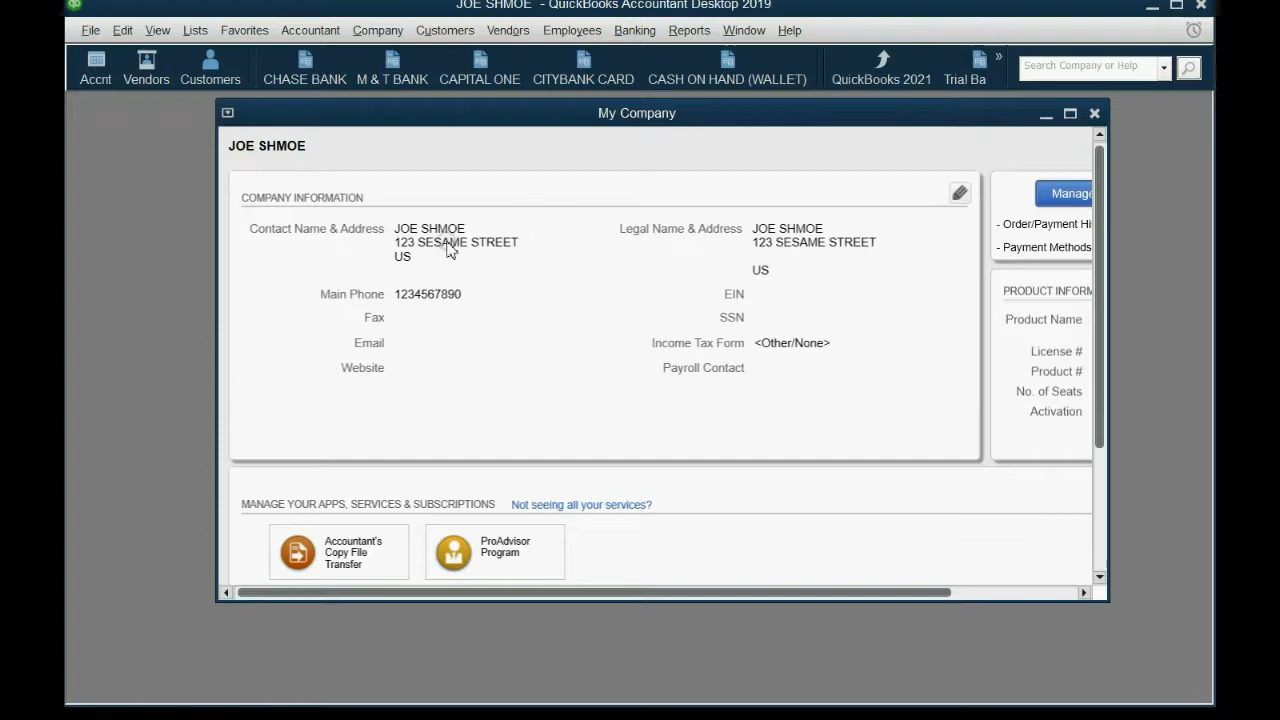 JOE SHMOE - QuickBooks Accountant Desktop 2019
File Edit View Lists Favorites Accountant Company Customers Vendors Employees Banking Reports Window Help
Accnt Vendors Customers CHASE BANK M & T BANK CAPITAL ONE CITYBANK CARD CASH ON HAND (WALLET) QuickBooks 2021 Trial Ba » Search Company or Help
My Company
JOE SHMOE
COMPANY INFORMATION
Manage
Contact Name & Address JOE SHMOE
123 SESAME STREET
US
Legal Name & Address JOE SHMOE
123 SESAME STREET
US
- Order/Payment Hi
- Payment Methods
Main Phone 1234567890
Fax
Email
Website
EIN
SSN
Income Tax Form <Other/None>
Payroll Contact
PRODUCT INFORM
Product Name
License #
Product #
No. of Seats
Activation
MANAGE YOUR APPS, SERVICES & SUBSCRIPTIONS Not seeing all your services?
Accountant's
Copy File
Transfer
ProAdvisor
Program